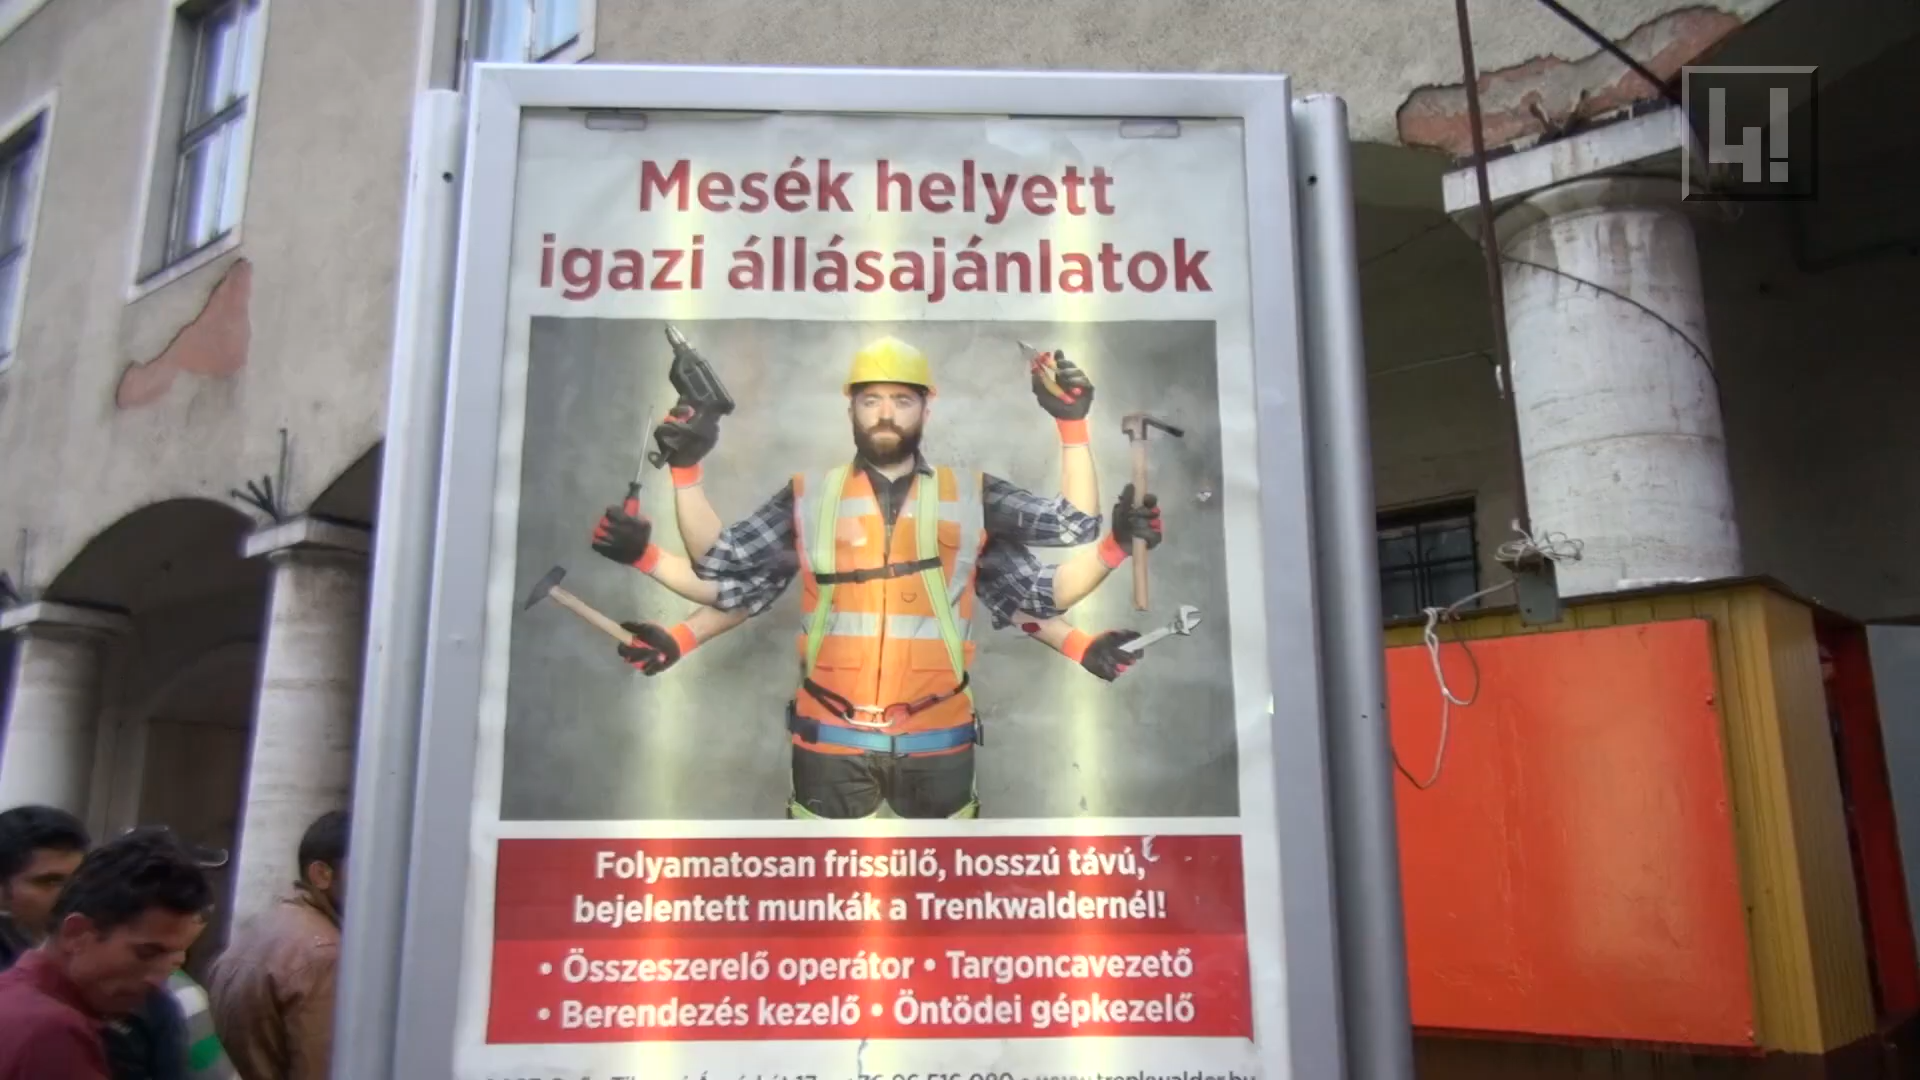 Mesék helyett
igazi állásajánlatok
Folyamatosan frissülő, hosszú távú,
bejelentett munkák a Trenkwaldernél!
• Összeszerelő operátor • Targoncavezető
• Berendezés kezelő • Öntödei gépkezelő
4!